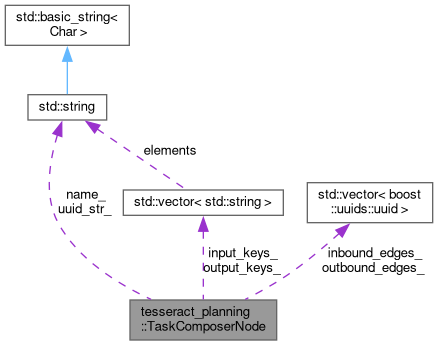 std::basic_string<
Char >
std::string
elements
name_
uuid_str_
std::vector< std::string >
std::vector< boost
::uuids::uuid >
input_keys_
output_keys_
inbound_edges_
outbound_edges_
tesseract_planning
::TaskComposerNode